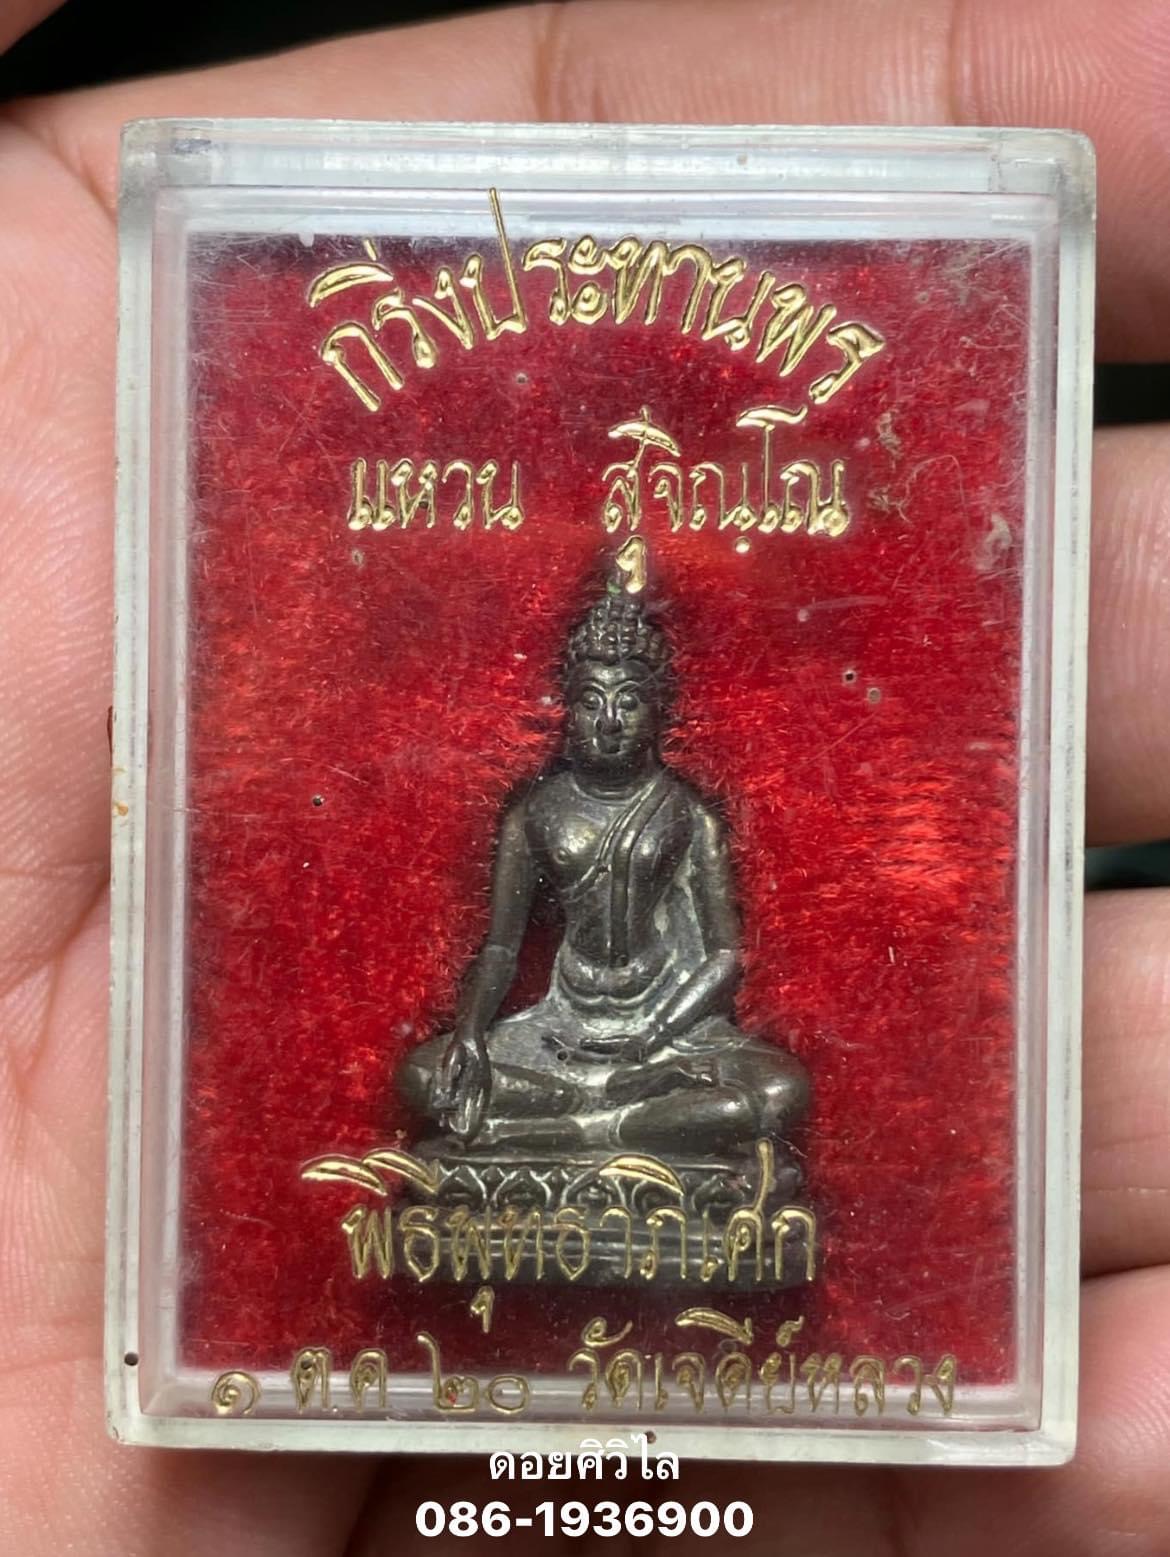 กริ่งประทานพร
แหวน สุจิณฺโณ
พิธีพุทธาภิเศก
๑ ต.ค ๒๐ วัดเจดีย์หลวง
ดอยศิวิไล
086-1936900